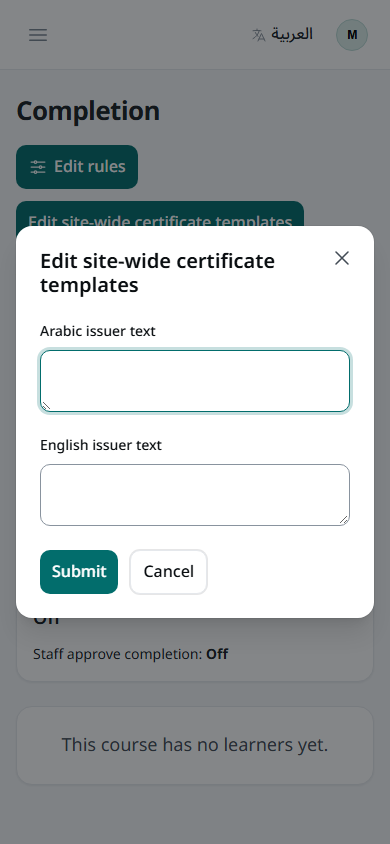 العربية
M
Completion
Edit rules
Edit site-wide certificate templates
Edit site-wide certificate
templates
Arabic issuer text
English issuer text
Submit
Cancel
Off
Staff approve completion: Off
This course has no learners yet.